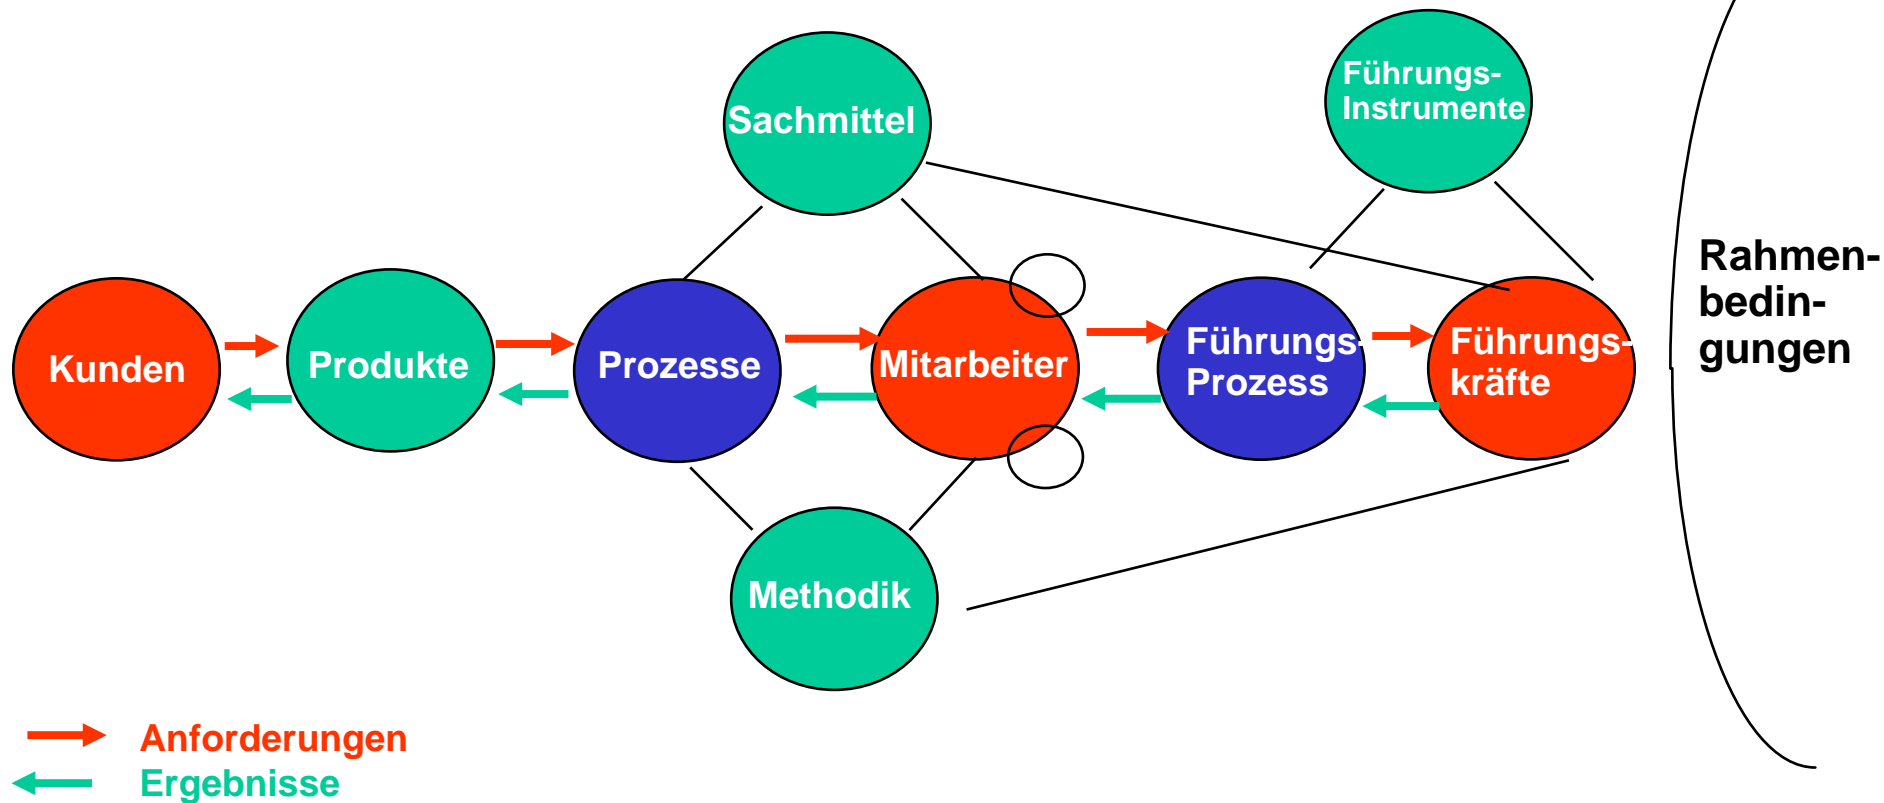 Führungs-
Instrumente
Sachmittel
Rahmen-
bedin-
gungen
Kunden
Produkte
Prozesse
Mitarbeiter
Führungs-
Prozess
Führungs-
kräfte
Methodik
Anforderungen
Ergebnisse